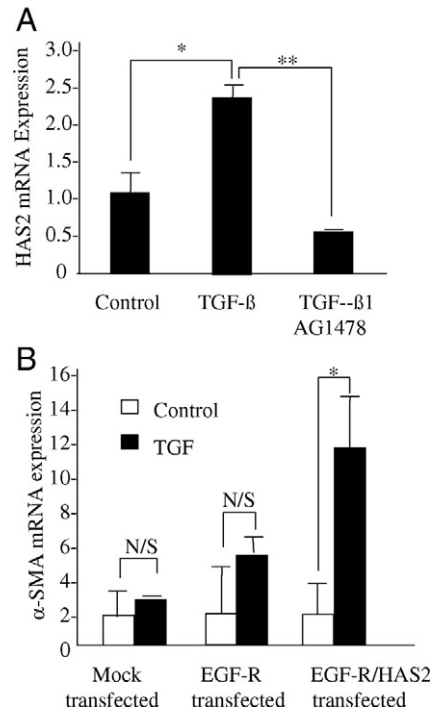 A
HAS2 mRNA Expression
3.0
2.5
2.0
1.5
1.0
0.5
0
*
**
Control
TGF-ß
TGF--ß1
AG1478
B
α-SMA mRNA expression
16
14
12
10
8
6
4
2
Control
TGF
N/S
N/S
*
Mock
transfected
EGF-R
transfected
EGF-R/HAS2
transfected